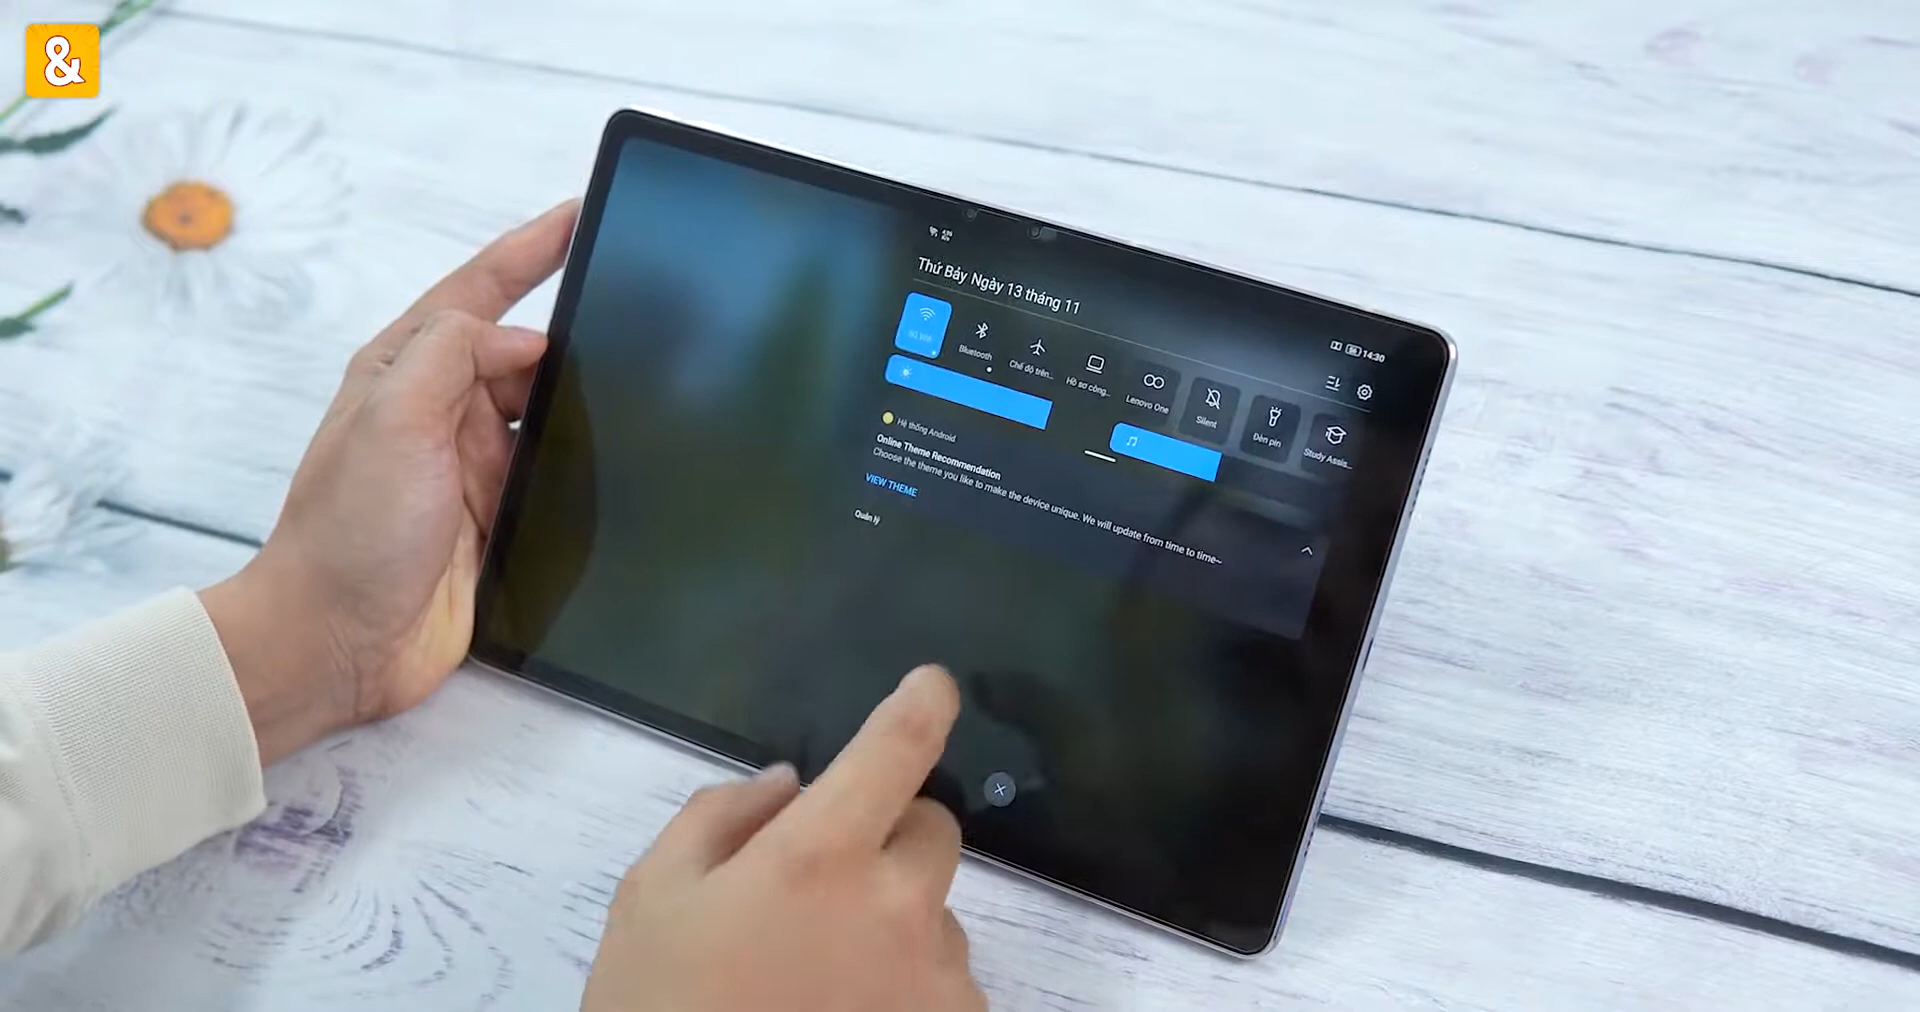 &
56 14:30
Thứ Bảy Ngày 13 tháng 11
Bluetooth
Chế độ trên...
Hồ sơ công...
Lenovo One
Silent
Đèn pin
Study Assis...
Hệ thống Android
Online Theme Recommendation
Choose the theme you like to make the device unique. We will update from time to time~
VIEW THEME
Quản lý